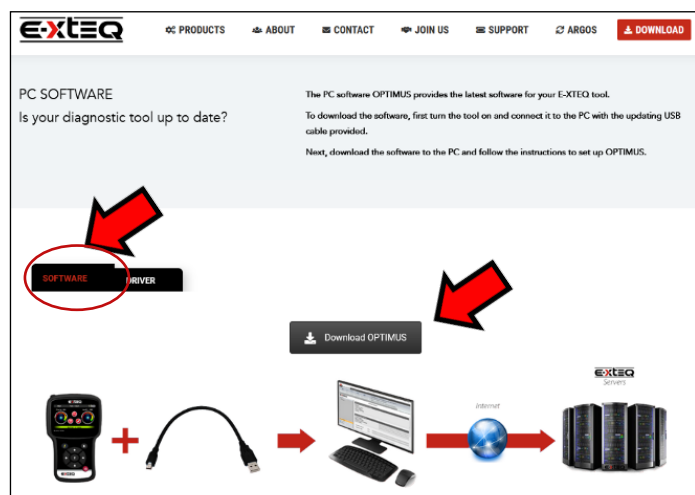 E-XTEQ
PRODUCTS
ABOUT
CONTACT
JOIN US
SUPPORT
ARGOS
DOWNLOAD
PC SOFTWARE
Is your diagnostic tool up to date?
The PC software OPTIMUS provides the latest software for your E-XTEQ tool.
To download the software, first turn the tool on and connect it to the PC with the updating USB
cable provided.
Next, download the software to the PC and follow the instructions to set up OPTIMUS.
SOFTWARE
DRIVER
Download OPTIMUS
E-XTEQ
Servers
Internet
E-XTEQ
E-XTEQ